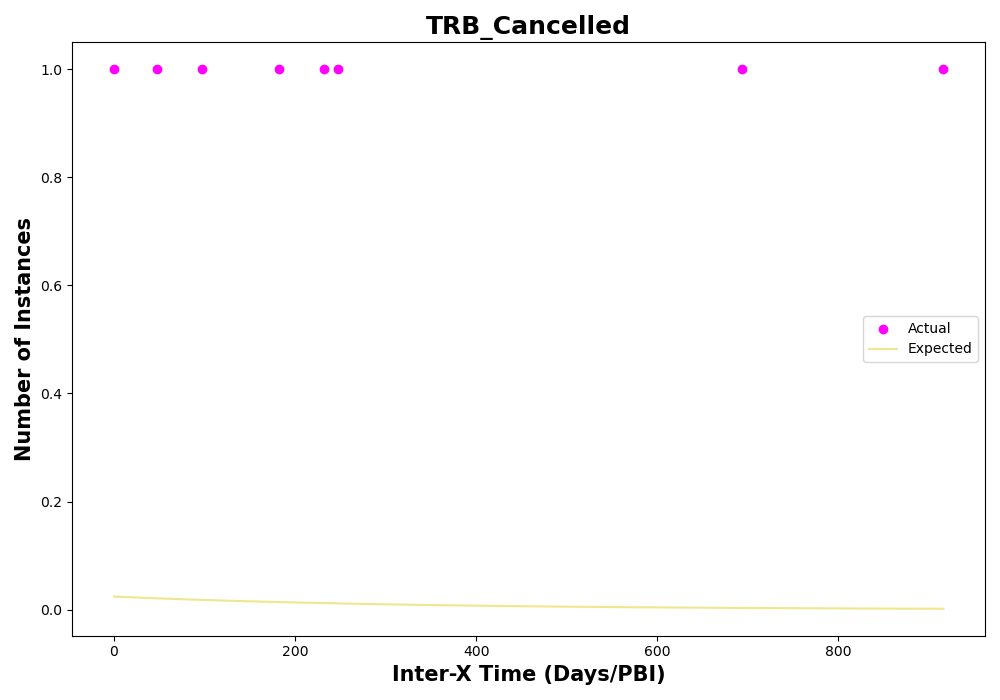 TRB_Cancelled
1.0
0.8
0.6
0.4
0.2
0.0
Number of Instances
Actual
Expected
0 200 400 600 800
Inter-X Time (Days/PBI)